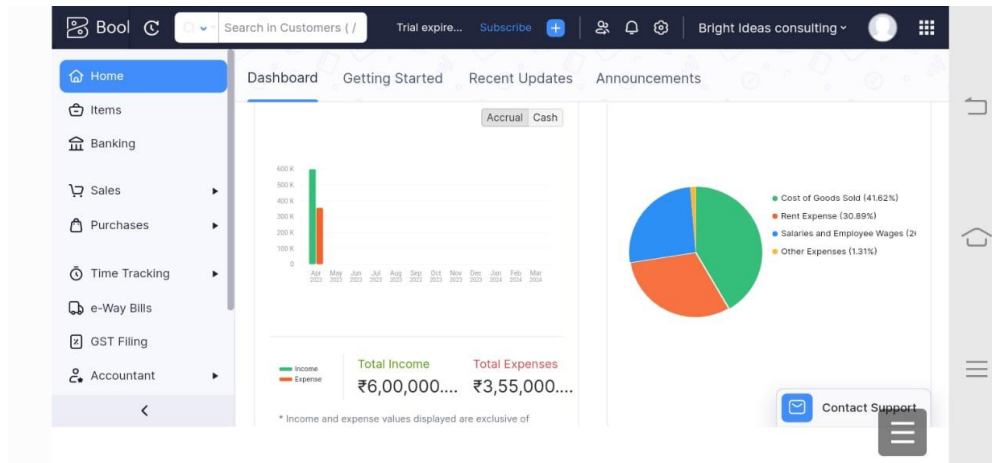 Bool
Search in Customers ( /
Trial expire...
Subscribe
Bright Ideas consulting
Home
Items
Banking
Sales
Purchases
Time Tracking
e-Way Bills
GST Filing
Accountant
Dashboard
Getting Started
Recent Updates
Announcements
Accrual
Cash
600 K
500 K
400 K
300 K
200 K
100 K
0
Apr May Jun Jul Aug Sep Oct Nov Dec Jan Feb Mar
2023 2023 2023 2023 2023 2023 2023 2023 2023 2024 2024 2024
Income
Expense
Total Income
₹6,00,000....
Total Expenses
₹3,55,000....
* Income and expense values displayed are exclusive of
Cost of Goods Sold (41.62%)
Rent Expense (30.89%)
Salaries and Employee Wages (2
Other Expenses (1.31%)
Contact Support